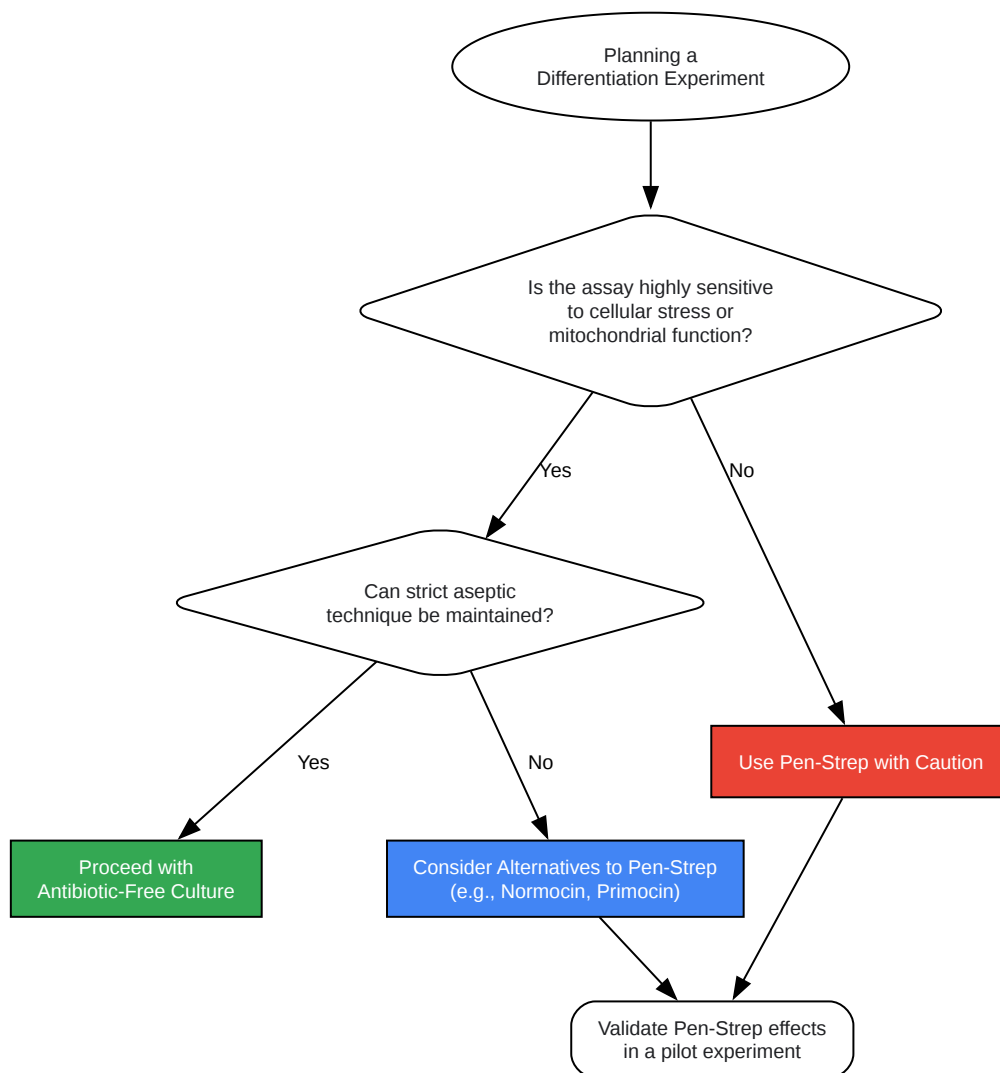 Planning a
Differentiation Experiment
Is the assay highly sensitive
to cellular stress or
mitochondrial function?
Yes
No
Can strict aseptic
technique be maintained?
Yes
No
Use Pen-Strep with Caution
Proceed with
Antibiotic-Free Culture
Consider Alternatives to Pen-Strep
(e.g., Normocin, Primocin)
Validate Pen-Strep effects
in a pilot experiment